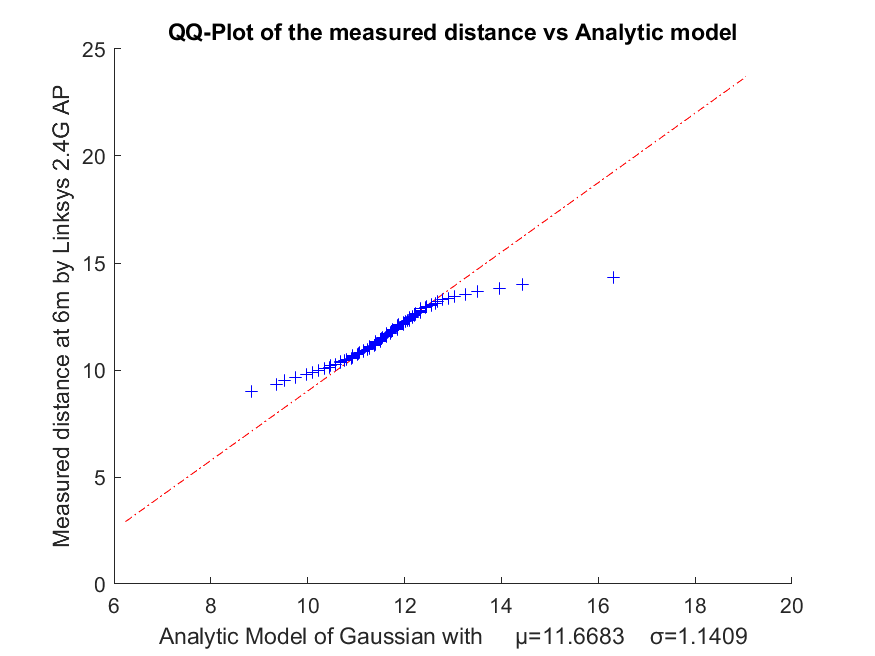 QQ-Plot of the measured distance vs Analytic model
25
20
15
10
5
0
Measured distance at 6m by Linksys 2.4G AP
6 8 10 12 14 16 18 20
Analytic Model of Gaussian with μ=11.6683 σ=1.1409